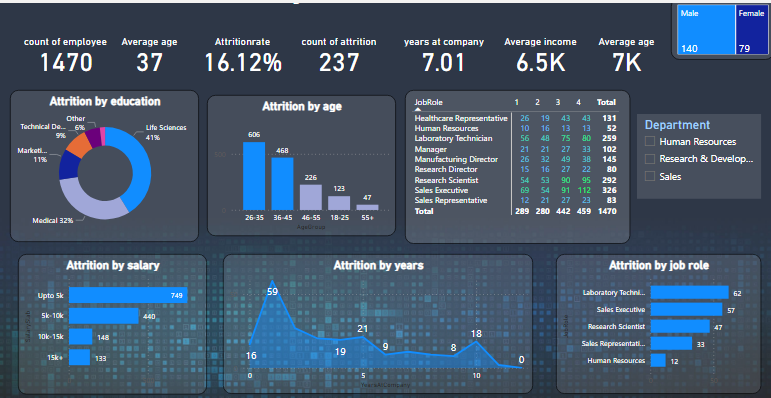 Male
Female
140
79
count of employee
1470
Average age
37
Attritionrate
16.12%
count of attrition
237
years at company
7.01
Average income
6.5K
Average age
7K
Attrition by education
Other
6%
Technical De...
9%
Marketi...
11%
Life Sciences
41%
Medical 32%
Attrition by age
606
468
226
123
47
26-35 36-45 46-55 18-25 55+
AgeGroup
JobRole 1 2 3 4 Total
Healthcare Representative 26 19 43 43 131
Human Resources 10 16 13 13 52
Laboratory Technician 56 48 75 80 259
Manager 21 21 27 33 102
Manufacturing Director 26 32 49 38 145
Research Director 15 16 27 22 80
Research Scientist 54 53 90 95 292
Sales Executive 69 54 91 112 326
Sales Representative 12 21 27 23 83
Total 289 280 442 459 1470
Department
Human Resources
Research & Develop...
Sales
Attrition by salary
Upto 5k 749
5k-10k 440
10k-15k 148
15k+ 133
Attrition by years
59
16
19
21
9
8
18
0
0 5 10
YearsAtCompany
Attrition by job role
Laboratory Techni... 62
Sales Executive 57
Research Scientist 47
Sales Representati... 33
Human Resources 12